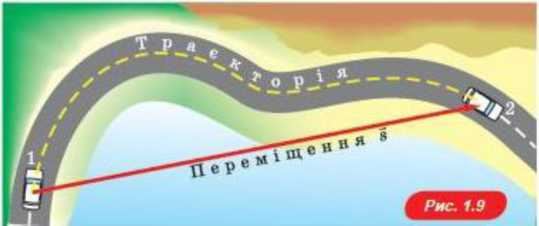 Траєкторія
1
2
Переміщення s⃗
Рис. 1.9